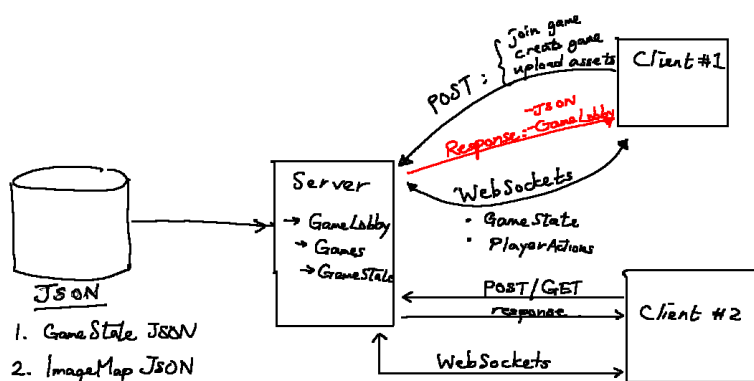 join game
create game
upload assets
POST :
Client #1
-JSON
Response: -GameLobby
Server
→ GameLobby
→ Games
→ GameState
WebSockets
• GameState
• PlayerActions
JSON
1. GameState JSON
2. ImageMap JSON
POST/GET
response
Client #2
WebSockets